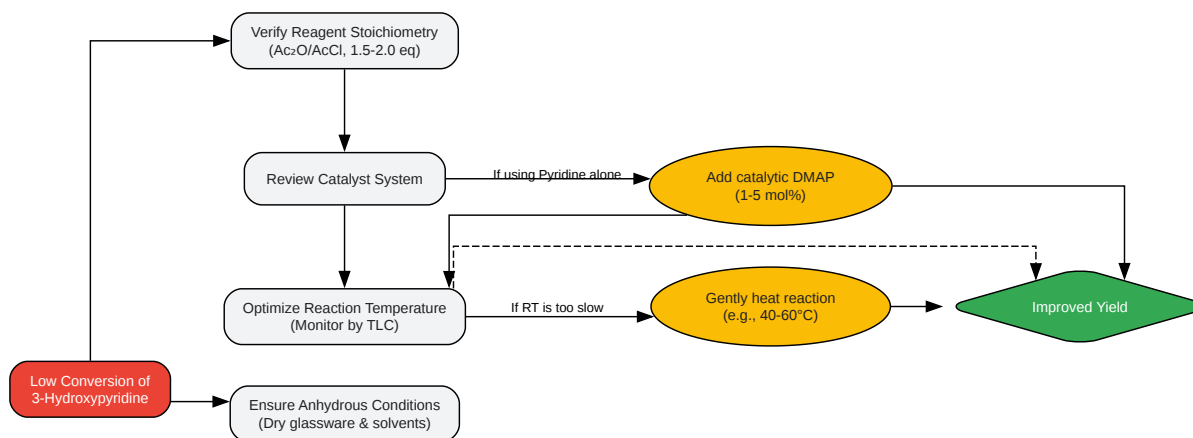 Verify Reagent Stoichiometry
(Ac₂O/AcCl, 1.5-2.0 eq)
Review Catalyst System
If using Pyridine alone
Add catalytic DMAP
(1-5 mol%)
Optimize Reaction Temperature
(Monitor by TLC)
If RT is too slow
Gently heat reaction
(e.g., 40-60°C)
Improved Yield
Low Conversion of
3-Hydroxypyridine
Ensure Anhydrous Conditions
(Dry glassware & solvents)